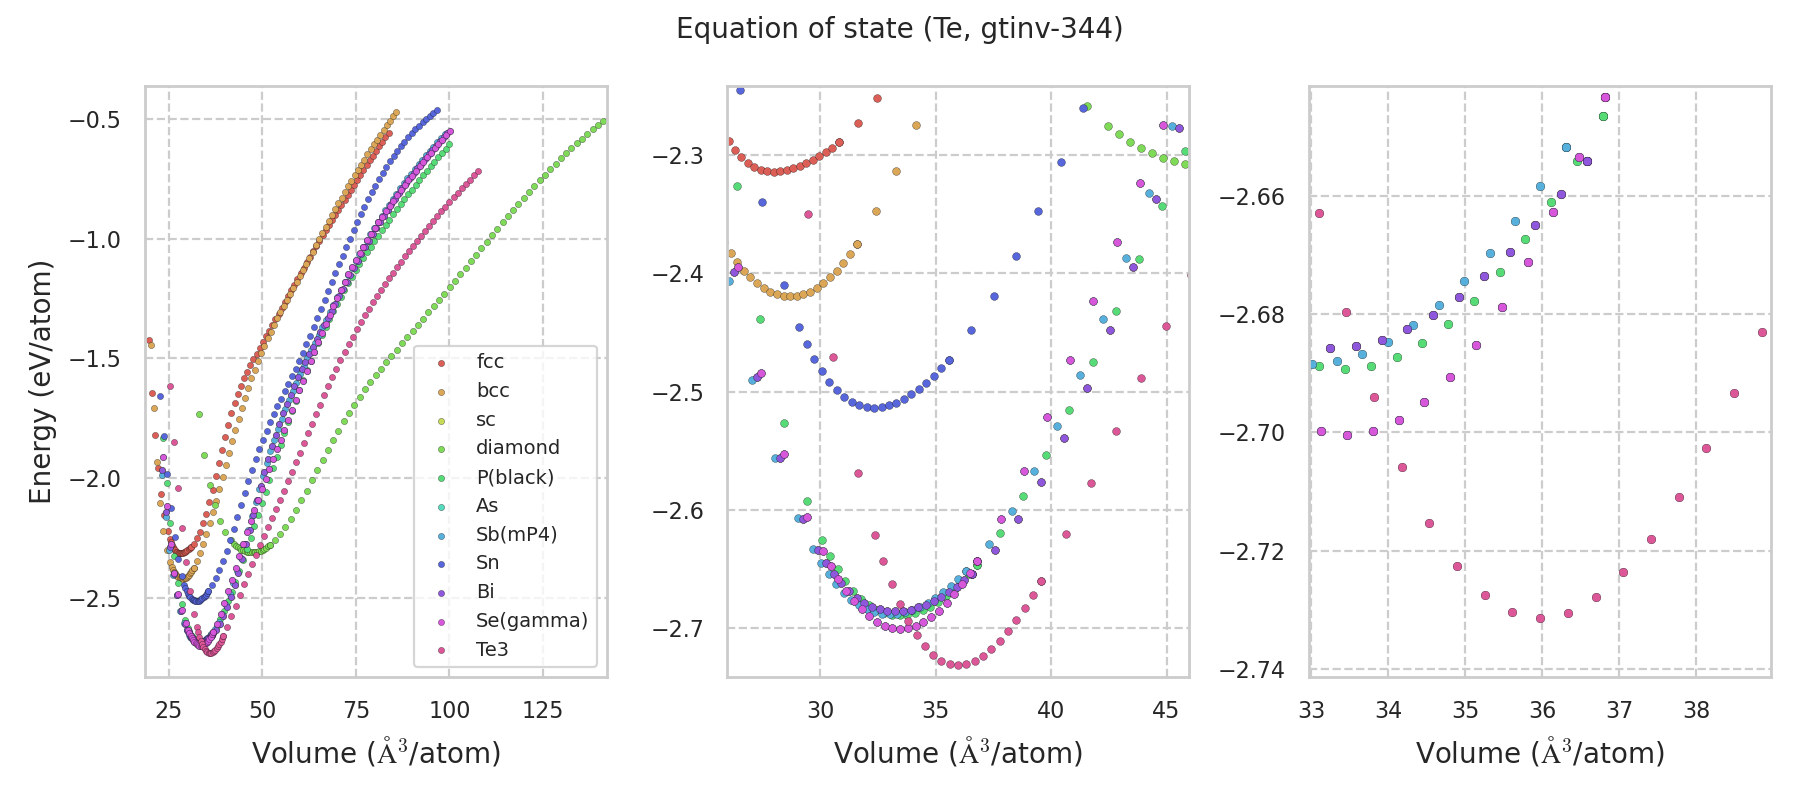 Equation of state (Te, gtinv-344)
Energy (eV/atom)
−0.5
−1.0
−1.5
−2.0
−2.5
25
50
75
100
125
Volume (Å³/atom)
fcc
bcc
sc
diamond
P(black)
As
Sb(mP4)
Sn
Bi
Se(gamma)
Te3
−2.3
−2.4
−2.5
−2.6
−2.7
30
35
40
45
Volume (Å³/atom)
−2.66
−2.68
−2.70
−2.72
−2.74
33
34
35
36
37
38
Volume (Å³/atom)